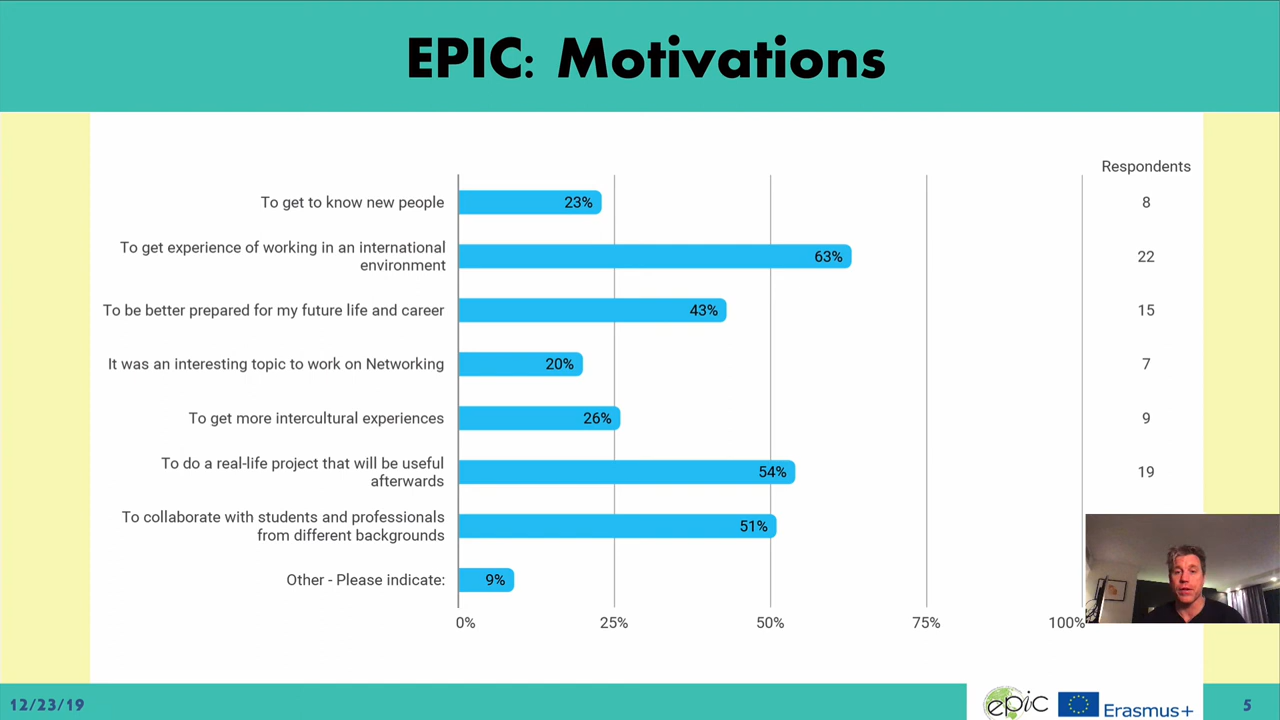 EPIC: Motivations
Respondents
To get to know new people 23% 8
To get experience of working in an international
environment 63% 22
To be better prepared for my future life and career 43% 15
It was an interesting topic to work on Networking 20% 7
To get more intercultural experiences 26% 9
To do a real-life project that will be useful
afterwards 54% 19
To collaborate with students and professionals
from different backgrounds 51%
Other - Please indicate: 9%
0% 25% 50% 75% 100%
12/23/19
epic
Erasmus+
5